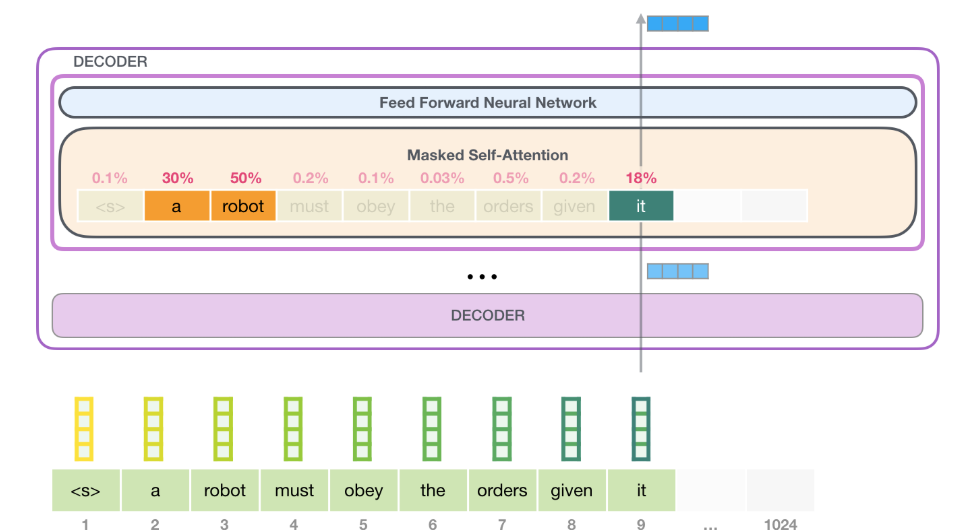 DECODER
Feed Forward Neural Network
Masked Self-Attention
0.1% 30% 50% 0.2% 0.1% 0.03% 0.5% 0.2% 18%
<s> a robot must obey the orders given it
...
DECODER
<s> a robot must obey the orders given it
1 2 3 4 5 6 7 8 9 ... 1024